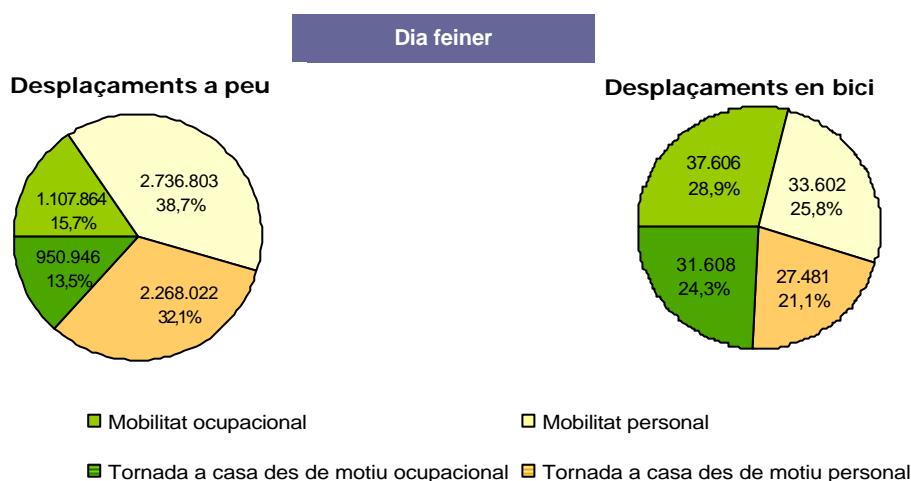 Dia feiner
Desplaçaments a peu
2.736.803
38,7%
1.107.864
15,7%
950.946
13,5%
2.268.022
32,1%
Desplaçaments en bici
37.606
28,9%
33.602
25,8%
31.608
24,3%
27.481
21,1%
Mobilitat ocupacional
Mobilitat personal
Tornada a casa des de motiu ocupacional
Tornada a casa des de motiu personal